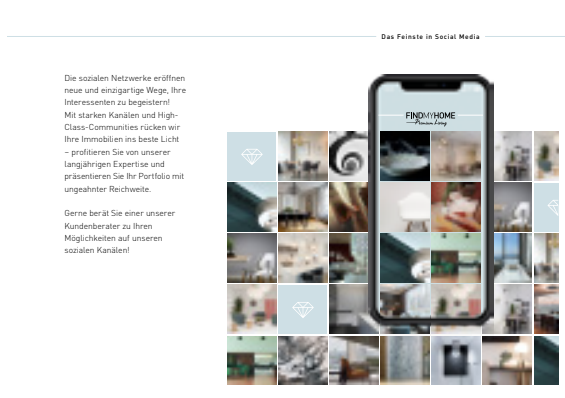 Das Feinste in Social Media
Die sozialen Netzwerke eröffnen
neue und einzigartige Wege, Ihre
Interessenten zu begeistern!
Mit starken Kanälen und High-
Class-Communities rücken wir
Ihre Immobilien ins beste Licht
– profitieren Sie von unserer
langjährigen Expertise und
präsentieren Sie Ihr Portfolio mit
ungeahnter Reichweite.
Gerne berät Sie einer unserer
Kundenberater zu Ihren
Möglichkeiten auf unseren
sozialen Kanälen!
FINDMYHOME
Premium Living